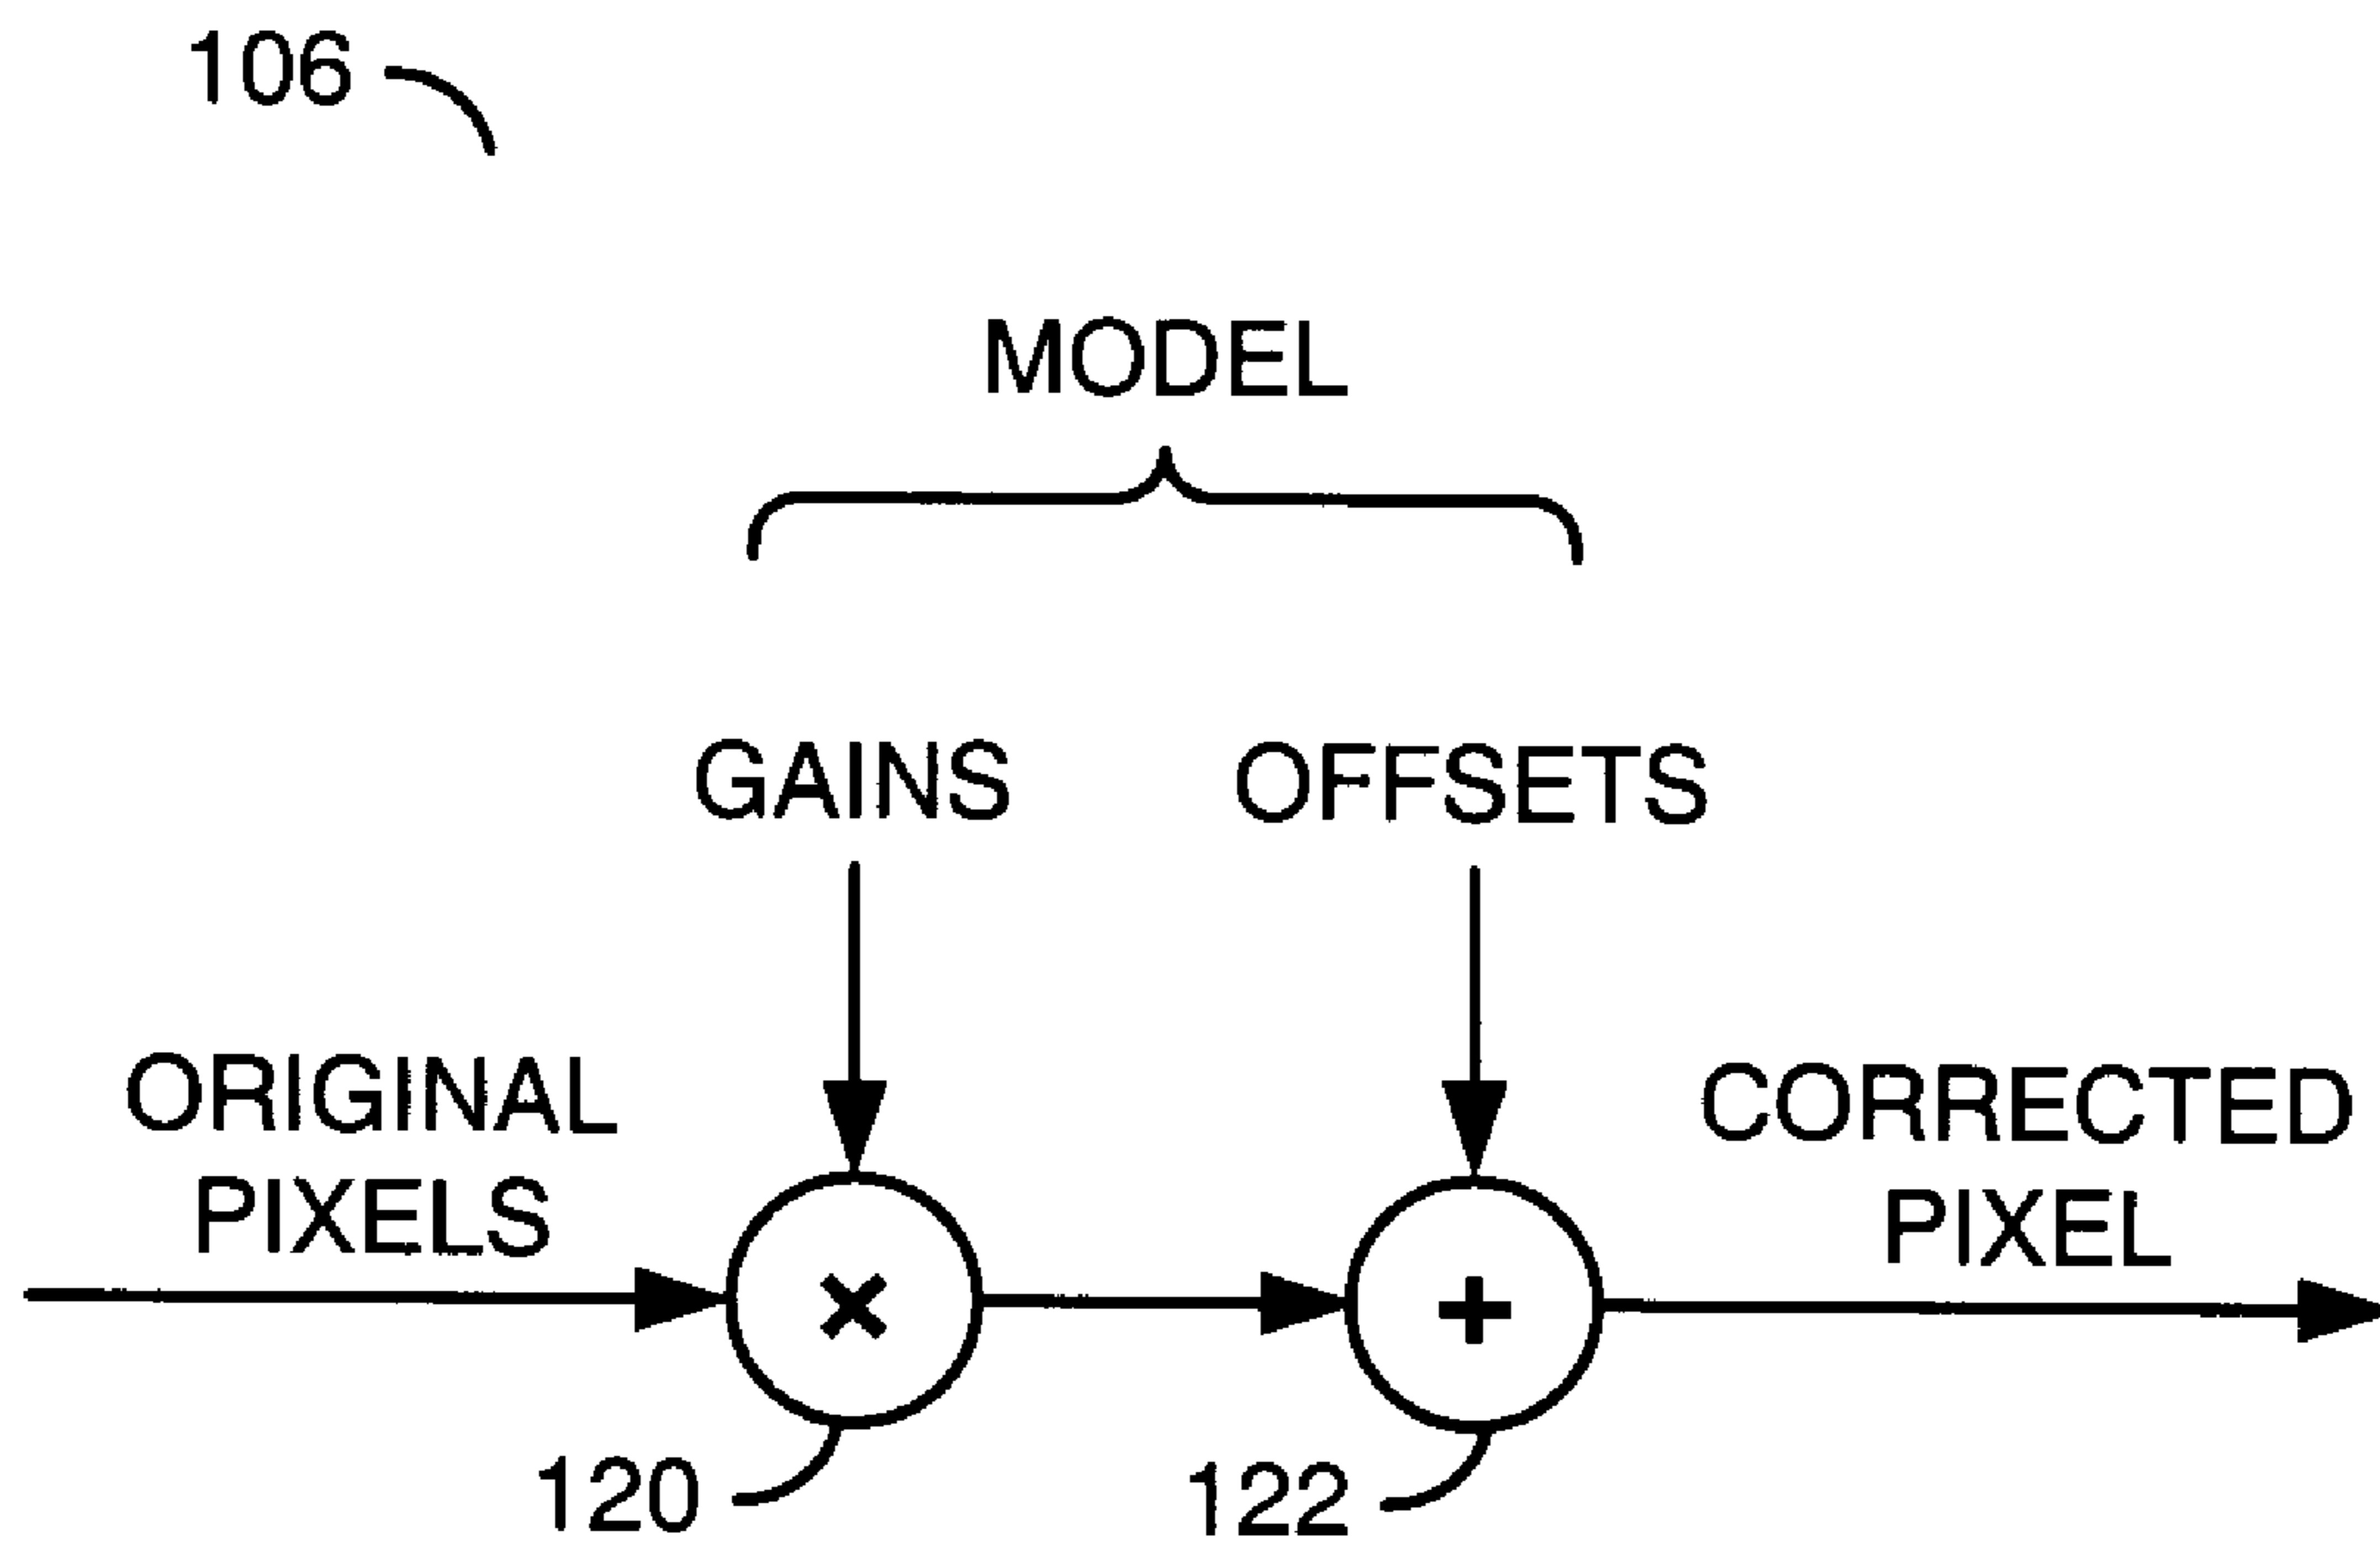 106
MODEL
GAINS
OFFSETS
ORIGINAL
PIXELS
×
+
CORRECTED
PIXEL
120
122